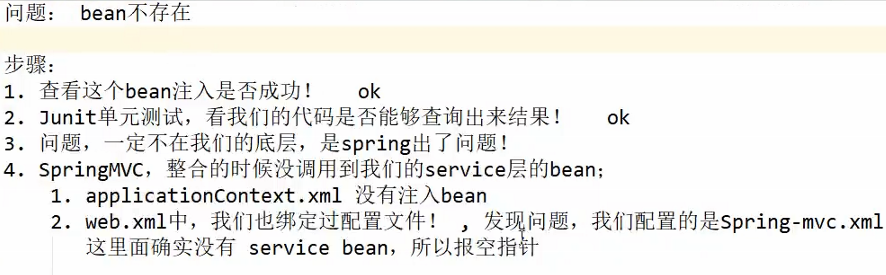 问题： bean不存在
步骤：
1. 查看这个bean注入是否成功！ ok
2. Junit单元测试，看我们的代码是否能够查询出来结果！ ok
3. 问题，一定不在我们的底层，是spring出了问题！
4. SpringMVC，整合的时候没调用到我们的service层的bean；
1. applicationContext.xml 没有注入bean
2. web.xml中，我们也绑定过配置文件！ ，发现问题，我们配置的是Spring-mvc.xml
这里面确实没有 service bean，所以报空指针